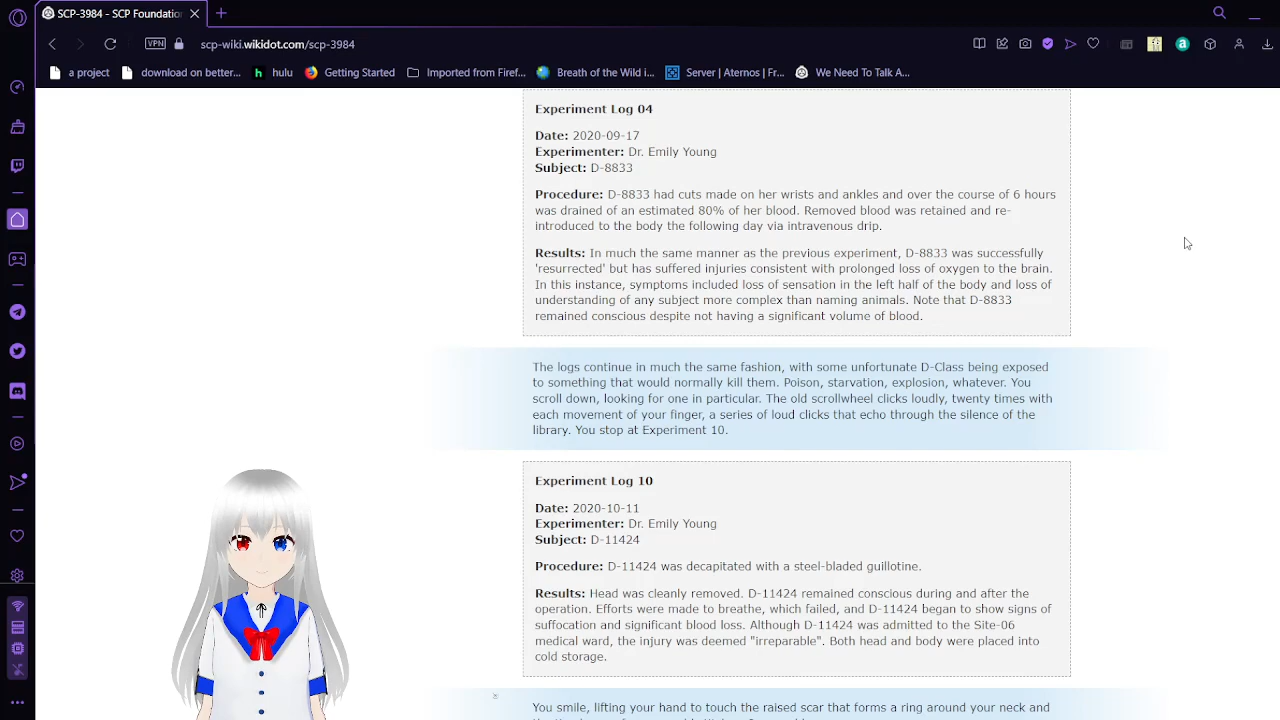 SCP-3984 - SCP Foundation
VPN
scp-wiki.wikidot.com/scp-3984
a project
download on better...
hulu
Getting Started
Imported from Firef...
Breath of the Wild i...
Server | Aternos | Fr...
We Need To Talk A...
Experiment Log 04
Date: 2020-09-17
Experimenter: Dr. Emily Young
Subject: D-8833
Procedure: D-8833 had cuts made on her wrists and ankles and over the course of 6 hours
was drained of an estimated 80% of her blood. Removed blood was retained and re-
introduced to the body the following day via intravenous drip.
Results: In much the same manner as the previous experiment, D-8833 was successfully
'resurrected' but has suffered injuries consistent with prolonged loss of oxygen to the brain.
In this instance, symptoms included loss of sensation in the left half of the body and loss of
understanding of any subject more complex than naming animals. Note that D-8833
remained conscious despite not having a significant volume of blood.
The logs continue in much the same fashion, with some unfortunate D-Class being exposed
to something that would normally kill them. Poison, starvation, explosion, whatever. You
scroll down, looking for one in particular. The old scrollwheel clicks loudly, twenty times with
each movement of your finger, a series of loud clicks that echo through the silence of the
library. You stop at Experiment 10.
Experiment Log 10
Date: 2020-10-11
Experimenter: Dr. Emily Young
Subject: D-11424
Procedure: D-11424 was decapitated with a steel-bladed guillotine.
Results: Head was cleanly removed. D-11424 remained conscious during and after the
operation. Efforts were made to breathe, which failed, and D-11424 began to show signs of
suffocation and significant blood loss. Although D-11424 was admitted to the Site-06
medical ward, the injury was deemed "irreparable". Both head and body were placed into
cold storage.
You smile, lifting your hand to touch the raised scar that forms a ring around your neck and